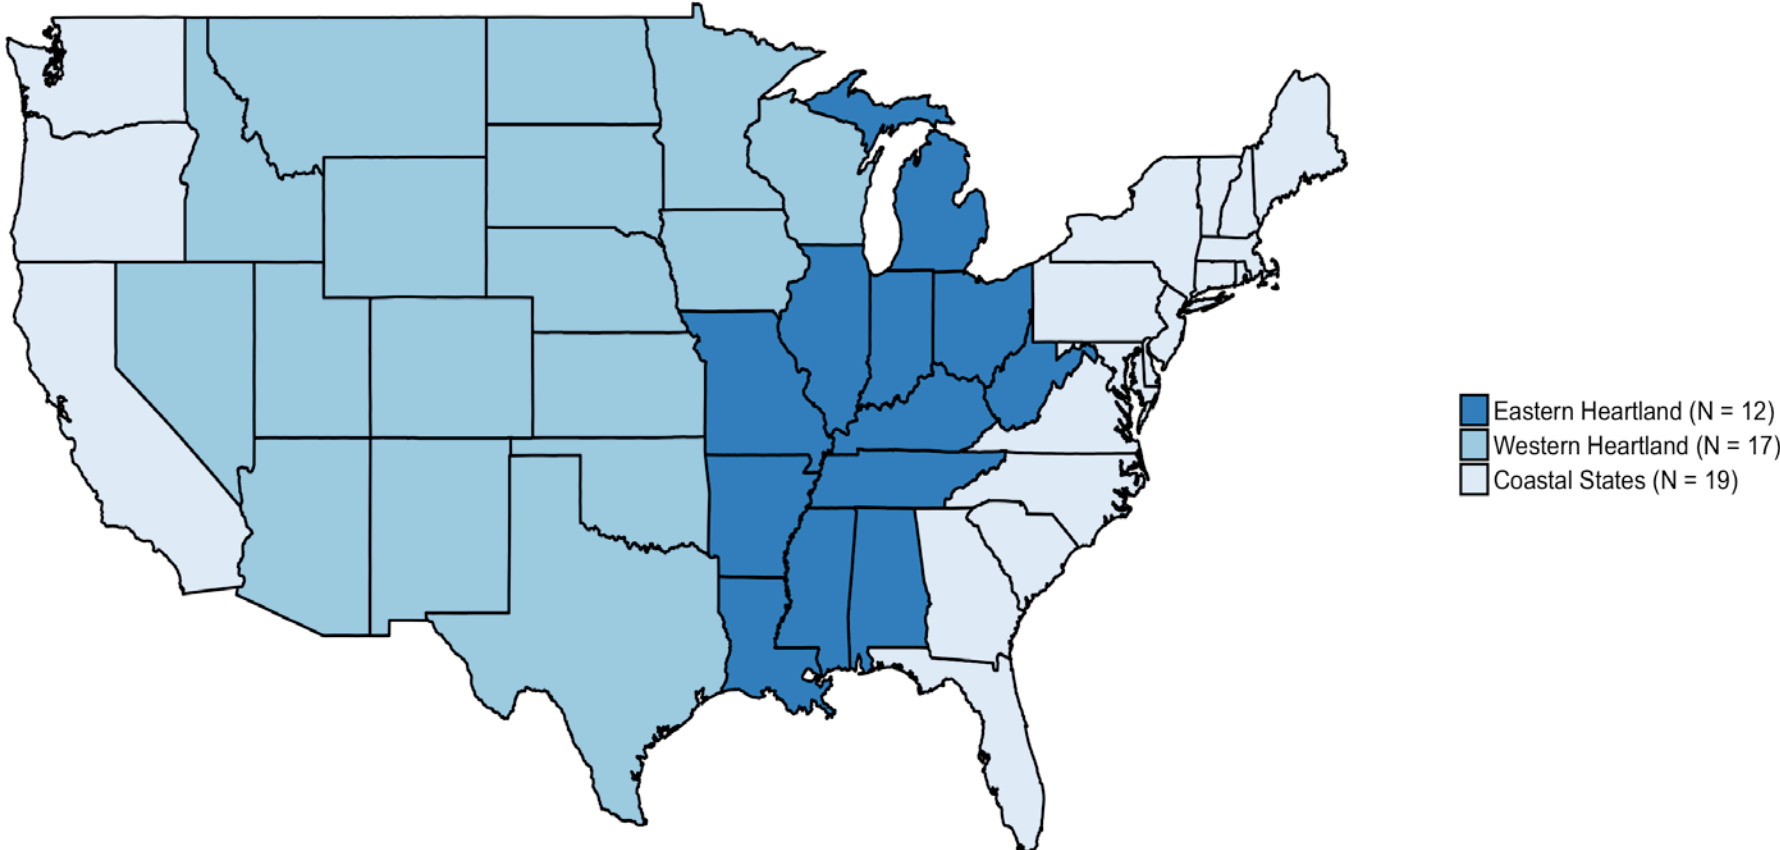 Eastern Heartland (N = 12)
Western Heartland (N = 17)
Coastal States (N = 19)